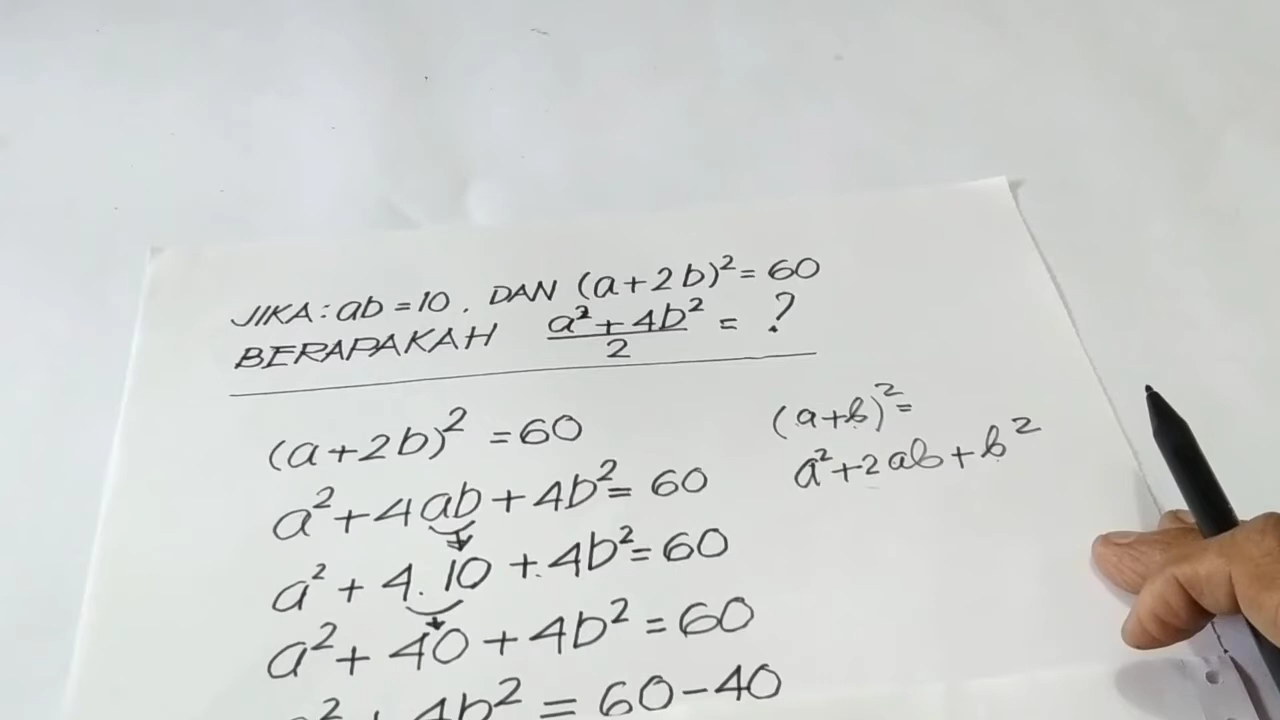 JIKA : ab = 10 . DAN (a + 2b)² = 60
BERAPAKAH (a² + 4b²)/2 = ?
(a + 2b)² = 60
(a + b)² =
a² + 2ab + b²
a² + 4ab + 4b² = 60
a² + 4.10 + 4b² = 60
a² + 40 + 4b² = 60
a² + 4b² = 60 - 40